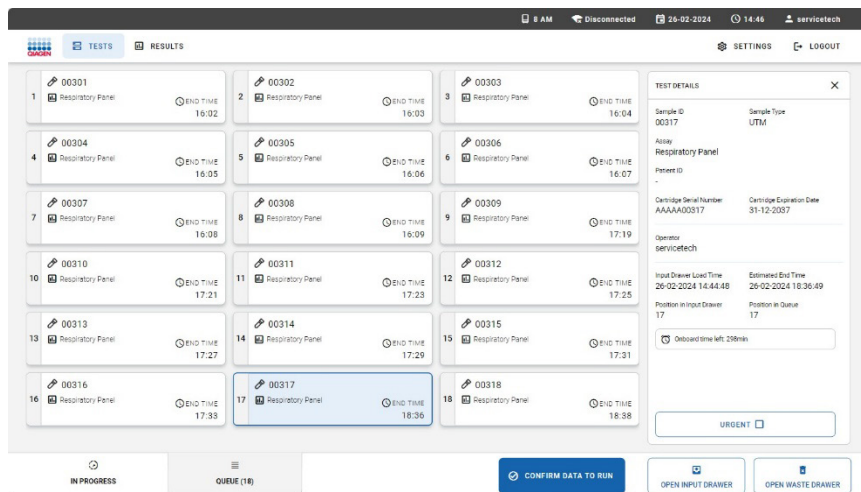 8 AM Disconnected 26-02-2024 14:46 servicetech
QIAGEN TESTS RESULTS SETTINGS LOGOUT
1 00301 Respiratory Panel END TIME 16:02
2 00302 Respiratory Panel END TIME 16:03
3 00303 Respiratory Panel END TIME 16:04
4 00304 Respiratory Panel END TIME 16:05
5 00305 Respiratory Panel END TIME 16:06
6 00306 Respiratory Panel END TIME 16:07
7 00307 Respiratory Panel END TIME 16:08
8 00308 Respiratory Panel END TIME 16:09
9 00309 Respiratory Panel END TIME 17:19
10 00310 Respiratory Panel END TIME 17:21
11 00311 Respiratory Panel END TIME 17:23
12 00312 Respiratory Panel END TIME 17:25
13 00313 Respiratory Panel END TIME 17:27
14 00314 Respiratory Panel END TIME 17:29
15 00315 Respiratory Panel END TIME 17:31
16 00316 Respiratory Panel END TIME 17:33
17 00317 Respiratory Panel END TIME 18:36
18 00318 Respiratory Panel END TIME 18:38
TEST DETAILS
Sample ID Sample Type
00317 UTM
Assay
Respiratory Panel
Patient ID
-
Cartridge Serial Number Cartridge Expiration Date
AAAAA00317 31-12-2037
Operator
servicetech
Input Drawer Load Time Estimated End Time
26-02-2024 14:44:48 26-02-2024 18:36:49
Position in Input Drawer Position in Queue
17 17
Onboard time left: 298min
URGENT
IN PROGRESS QUEUE (18) CONFIRM DATA TO RUN OPEN INPUT DRAWER OPEN WASTE DRAWER